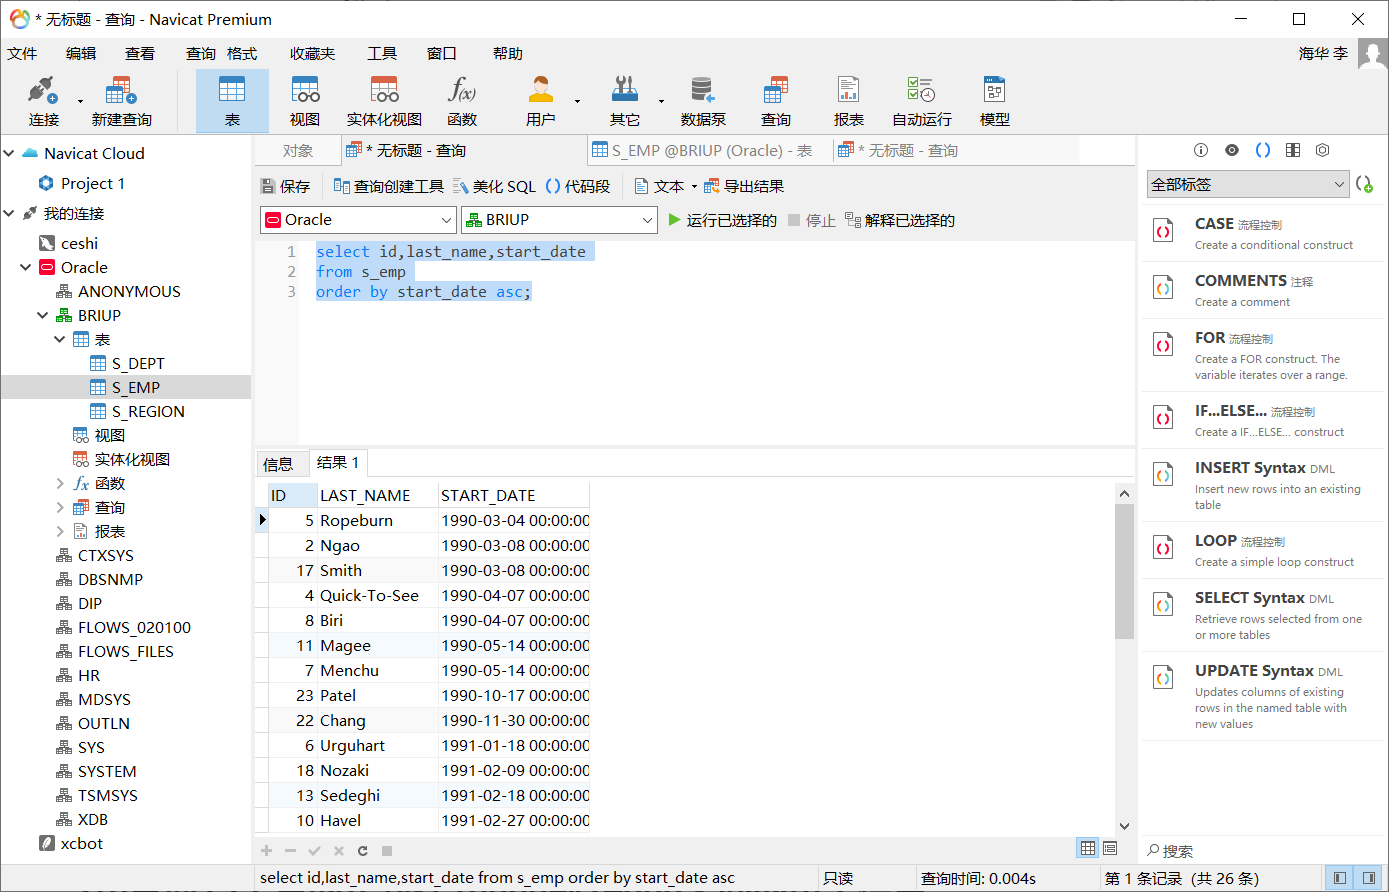 * 无标题 - 查询 - Navicat Premium
文件 编辑 查看 查询 格式 收藏夹 工具 窗口 帮助 海华 李
连接 新建查询 表 视图 实体化视图 函数 用户 其它 数据泵 查询 报表 自动运行 模型
Navicat Cloud
Project 1
我的连接
ceshi
Oracle
ANONYMOUS
BRIUP
表
S_DEPT
S_EMP
S_REGION
视图
实体化视图
函数
查询
报表
CTXSYS
DBSNMP
DIP
FLOWS_020100
FLOWS_FILES
HR
MDSYS
OUTLN
SYS
SYSTEM
TSMSYS
XDB
xcbot
对象 * 无标题 - 查询 S_EMP @BRIUP (Oracle) - 表 * 无标题 - 查询
保存 查询创建工具 美化 SQL () 代码段 文本 导出结果
Oracle BRIUP 运行已选择的 停止 解释已选择的
1 select id,last_name,start_date
2 from s_emp
3 order by start_date asc;
信息 结果 1
ID LAST_NAME START_DATE
5 Ropeburn 1990-03-04 00:00:00
2 Ngao 1990-03-08 00:00:00
17 Smith 1990-03-08 00:00:00
4 Quick-To-See 1990-04-07 00:00:00
8 Biri 1990-04-07 00:00:00
11 Magee 1990-05-14 00:00:00
7 Menchu 1990-05-14 00:00:00
23 Patel 1990-10-17 00:00:00
22 Chang 1990-11-30 00:00:00
6 Urguhart 1991-01-18 00:00:00
18 Nozaki 1991-02-09 00:00:00
13 Sedeghi 1991-02-18 00:00:00
10 Havel 1991-02-27 00:00:00
全部标签
CASE 流程控制
Create a conditional construct
COMMENTS 注释
Create a comment
FOR 流程控制
Create a FOR construct. The
variable iterates over a range.
IF...ELSE... 流程控制
Create a IF...ELSE... construct
INSERT Syntax DML
Insert new rows into an existing
table
LOOP 流程控制
Create a simple loop construct
SELECT Syntax DML
Retrieve rows selected from one
or more tables
UPDATE Syntax DML
Updates columns of existing
rows in the named table with
new values
搜索
select id,last_name,start_date from s_emp order by start_date asc 只读 查询时间: 0.004s 第 1 条记录 (共 26 条)